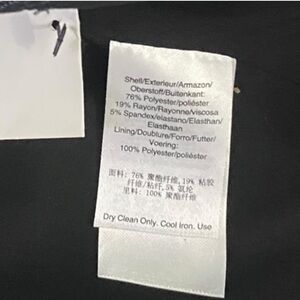 Shell/Exterieur/Armazon/
Oberstoff/Buitenkant:
76% Polyester/poliéster
19% Rayon/Rayonne/viscosa
5% Spandex/elastano/Elasthan/
Elasthaan
Lining/Doublure/Forro/Futter/
Voering:
100% Polyester/poliéster
面料: 76% 聚酯纤维, 19% 粘胶
纤维/粘纤, 5% 氨纶
里料: 100% 聚酯纤维
Dry Clean Only. Cool Iron. Use